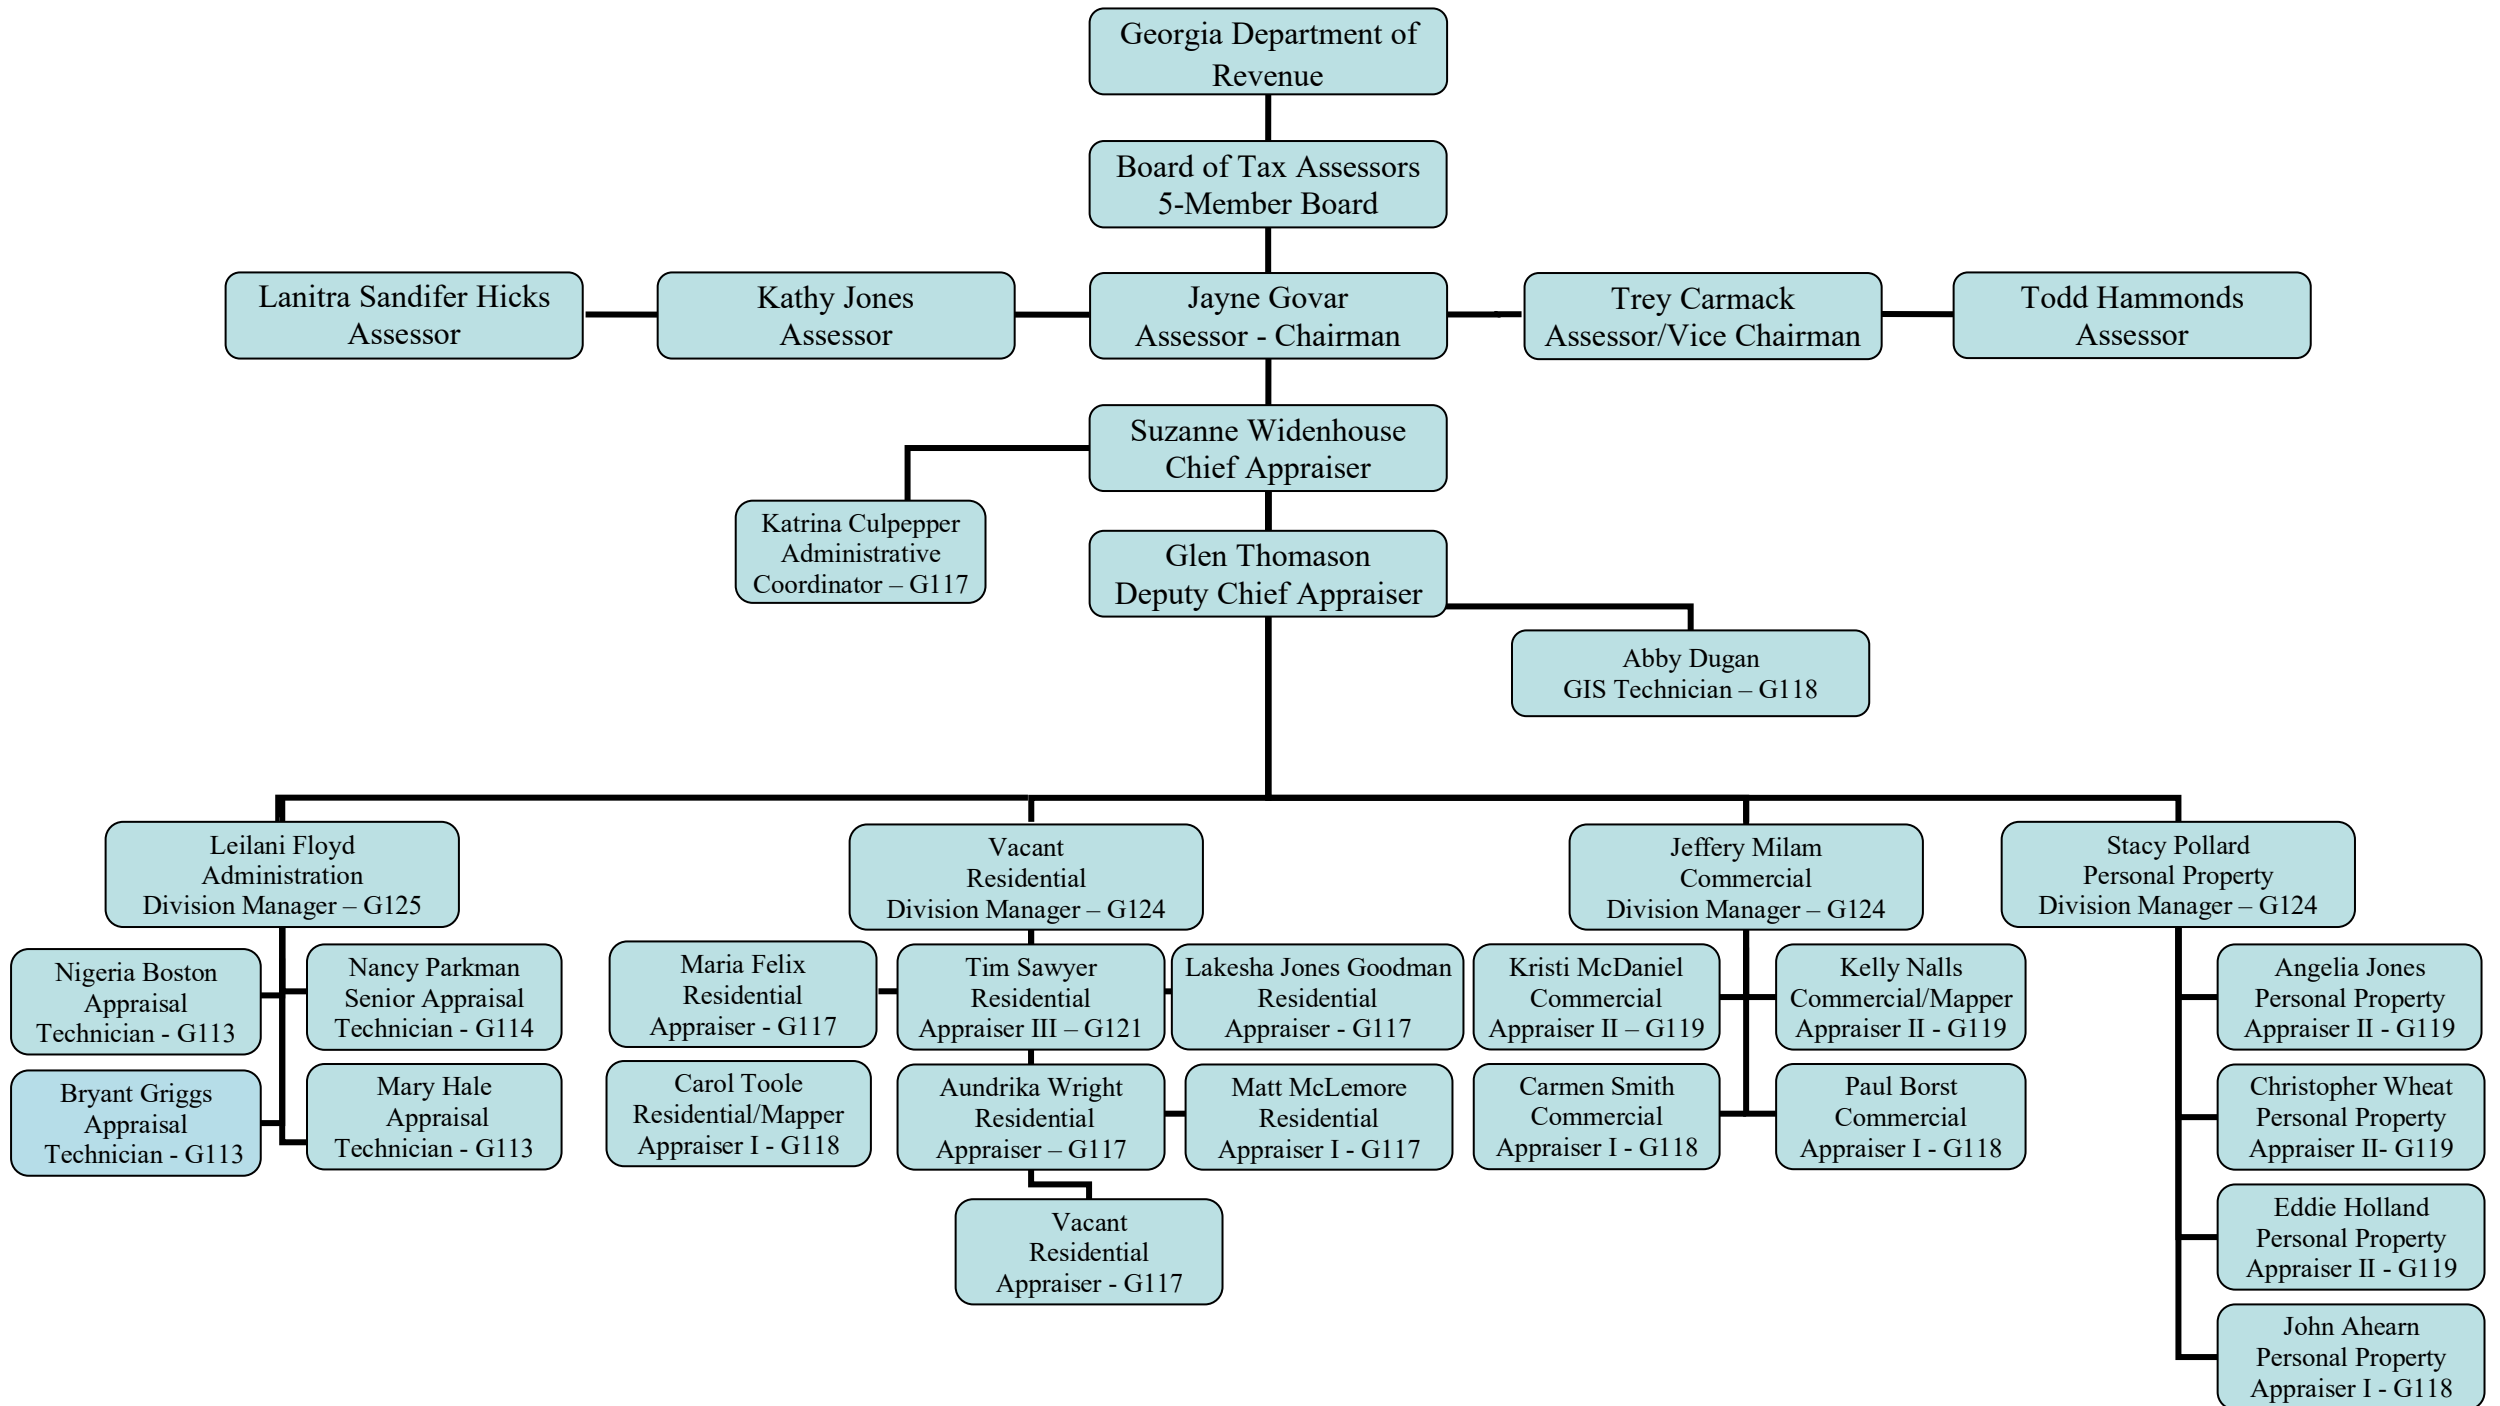 Georgia Department of
Revenue
Board of Tax Assessors
5-Member Board
Lanitra Sandifer Hicks
Assessor
Kathy Jones
Assessor
Jayne Govar
Assessor - Chairman
Trey Carmack
Assessor/Vice Chairman
Todd Hammonds
Assessor
Suzanne Widenhouse
Chief Appraiser
Katrina Culpepper
Administrative
Coordinator – G117
Glen Thomason
Deputy Chief Appraiser
Abby Dugan
GIS Technician – G118
Leilani Floyd
Administration
Division Manager – G125
Vacant
Residential
Division Manager – G124
Jeffery Milam
Commercial
Division Manager – G124
Stacy Pollard
Personal Property
Division Manager – G124
Nigeria Boston
Appraisal
Technician - G113
Nancy Parkman
Senior Appraisal
Technician - G114
Maria Felix
Residential
Appraiser - G117
Tim Sawyer
Residential
Appraiser III – G121
Lakesha Jones Goodman
Residential
Appraiser - G117
Kristi McDaniel
Commercial
Appraiser II – G119
Kelly Nalls
Commercial/Mapper
Appraiser II - G119
Angelia Jones
Personal Property
Appraiser II - G119
Bryant Griggs
Appraisal
Technician - G113
Mary Hale
Appraisal
Technician - G113
Carol Toole
Residential/Mapper
Appraiser I - G118
Aundrika Wright
Residential
Appraiser – G117
Matt McLemore
Residential
Appraiser I - G117
Carmen Smith
Commercial
Appraiser I - G118
Paul Borst
Commercial
Appraiser I - G118
Christopher Wheat
Personal Property
Appraiser II- G119
Vacant
Residential
Appraiser - G117
Eddie Holland
Personal Property
Appraiser II - G119
John Ahearn
Personal Property
Appraiser I - G118